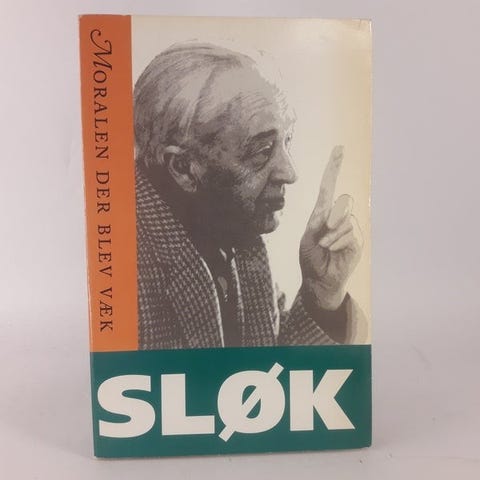 MORALEN DER BLEV VÆK
SLØK